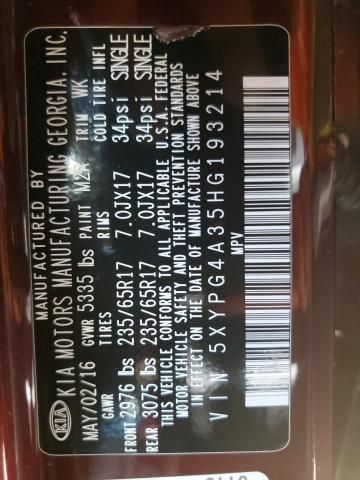 MANUFACTURED BY
KIA KIA MOTORS MANUFACTURING GEORGIA, INC.
MAY/02/16 GVWR 5335 lbs PAINT M2R TRIM WK
GAWR TIRES RIMS COLD TIRE INFL
FRONT 2976 lbs 235/65R17 7.0JX17 34psi SINGLE
REAR 3075 lbs 235/65R17 7.0JX17 34psi SINGLE
THIS VEHICLE CONFORMS TO ALL APPLICABLE U.S.A. FEDERAL
MOTOR VEHICLE SAFETY AND THEFT PREVENTION STANDARDS
IN EFFECT ON THE DATE OF MANUFACTURE SHOWN ABOVE.
VIN 5XYPG4A35HG193214
MPV